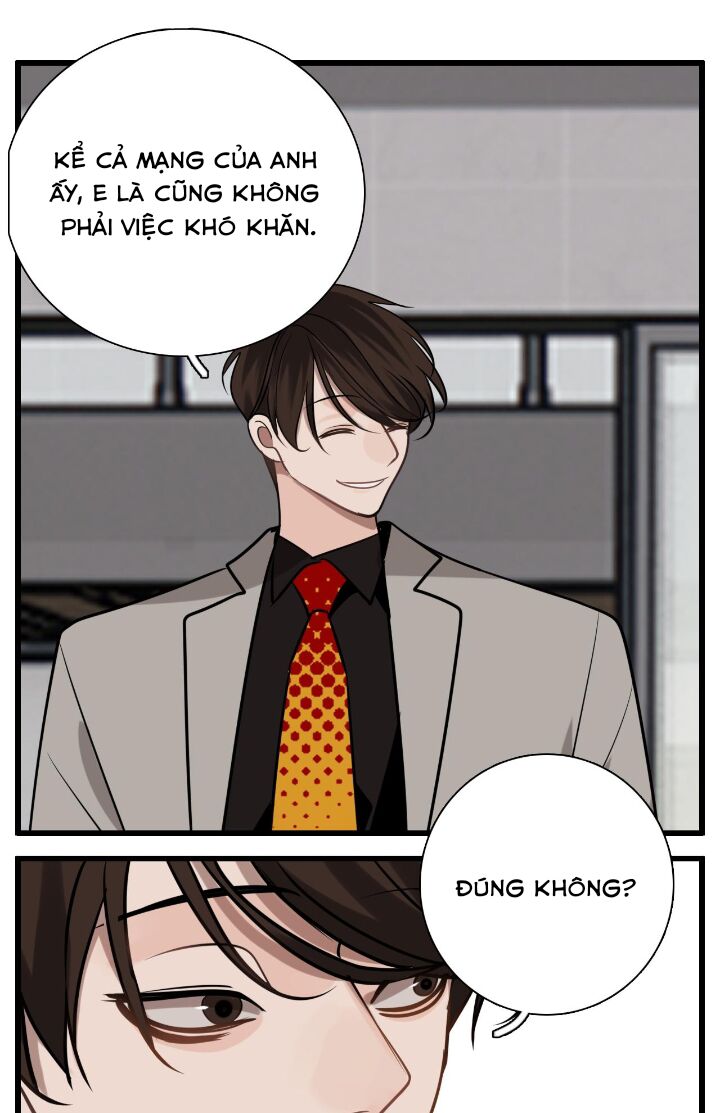 KỂ CẢ MẠNG CỦA ANH
ẤY, E LÀ CŨNG KHÔNG
PHẢI VIỆC KHÓ KHĂN.
ĐÚNG KHÔNG?